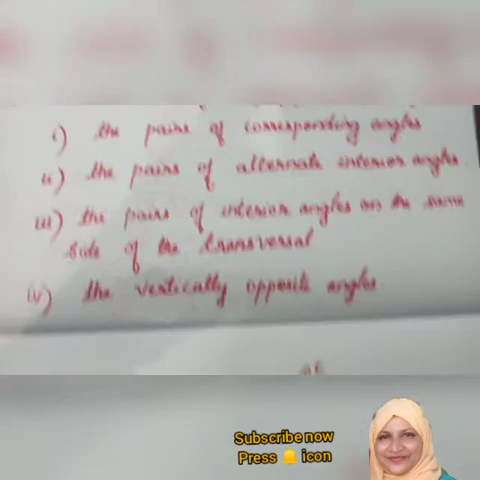 i) the pairs of corresponding angles
ii) the pairs of alternate interior angles
iii) the pairs of interior angles on the same
side of the transversal
iv) the vertically opposite angles
Subscribe now
Press 🔔 icon